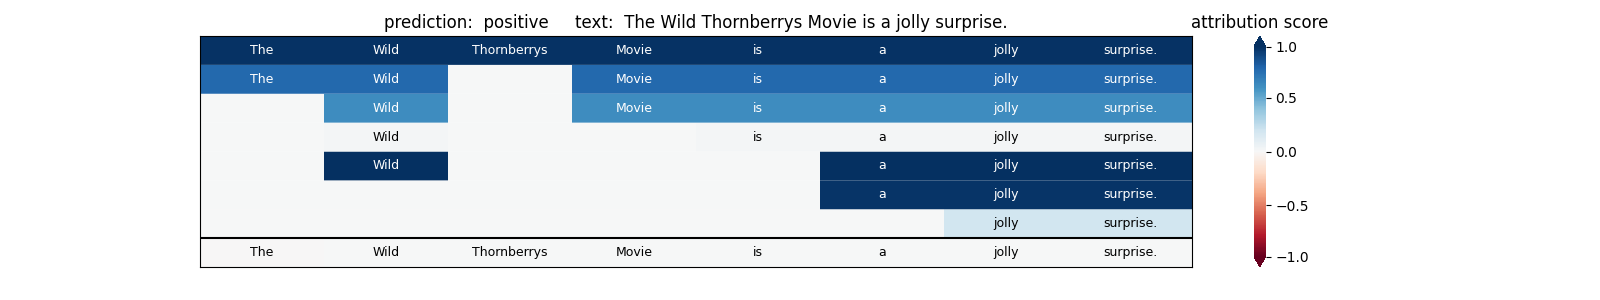 prediction:  positive     text:  The Wild Thornberrys Movie is a jolly surprise.
attribution score
The Wild Thornberrys Movie is a jolly surprise.
The Wild Movie is a jolly surprise.
Wild Movie is a jolly surprise.
Wild is a jolly surprise.
Wild a jolly surprise.
a jolly surprise.
jolly surprise.
The Wild Thornberrys Movie is a jolly surprise.
1.0
0.5
0.0
−0.5
−1.0